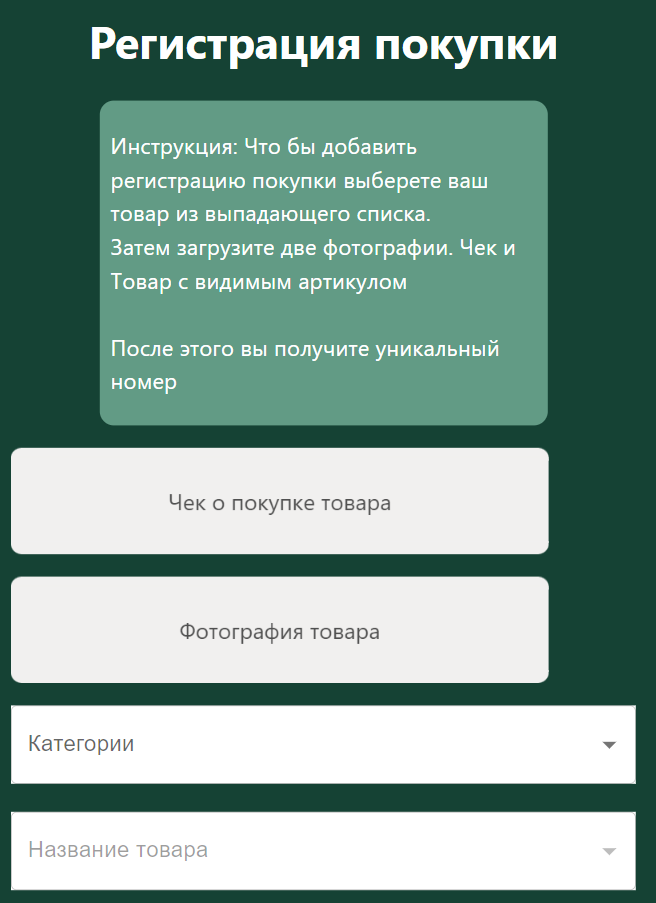 Регистрация покупки
Инструкция: Что бы добавить
регистрацию покупки выберете ваш
товар из выпадающего списка.
Затем загрузите две фотографии. Чек и
Товар с видимым артикулом
После этого вы получите уникальный
номер
Чек о покупке товара
Фотография товара
Категории
Название товара